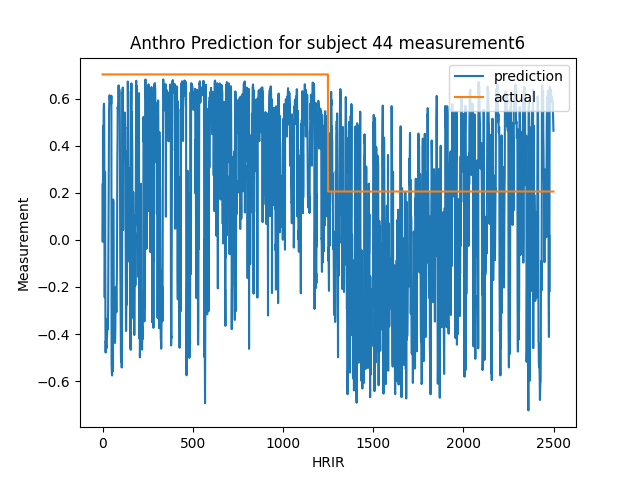 Anthro Prediction for subject 44 measurement6
prediction
actual
Measurement
0.6
0.4
0.2
0.0
−0.2
−0.4
−0.6
0
500
1000
1500
2000
2500
HRIR